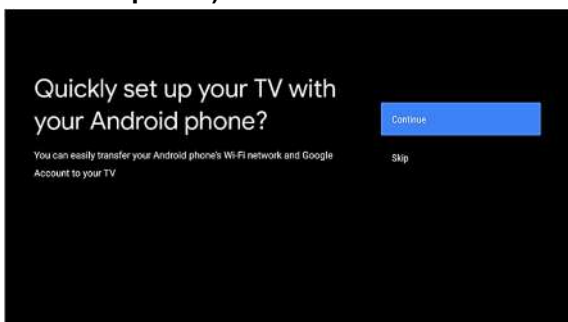 Quickly set up your TV with
your Android phone?
You can easily transfer your Android phone's Wi-Fi network and Google
Account to your TV
Continue
Skip